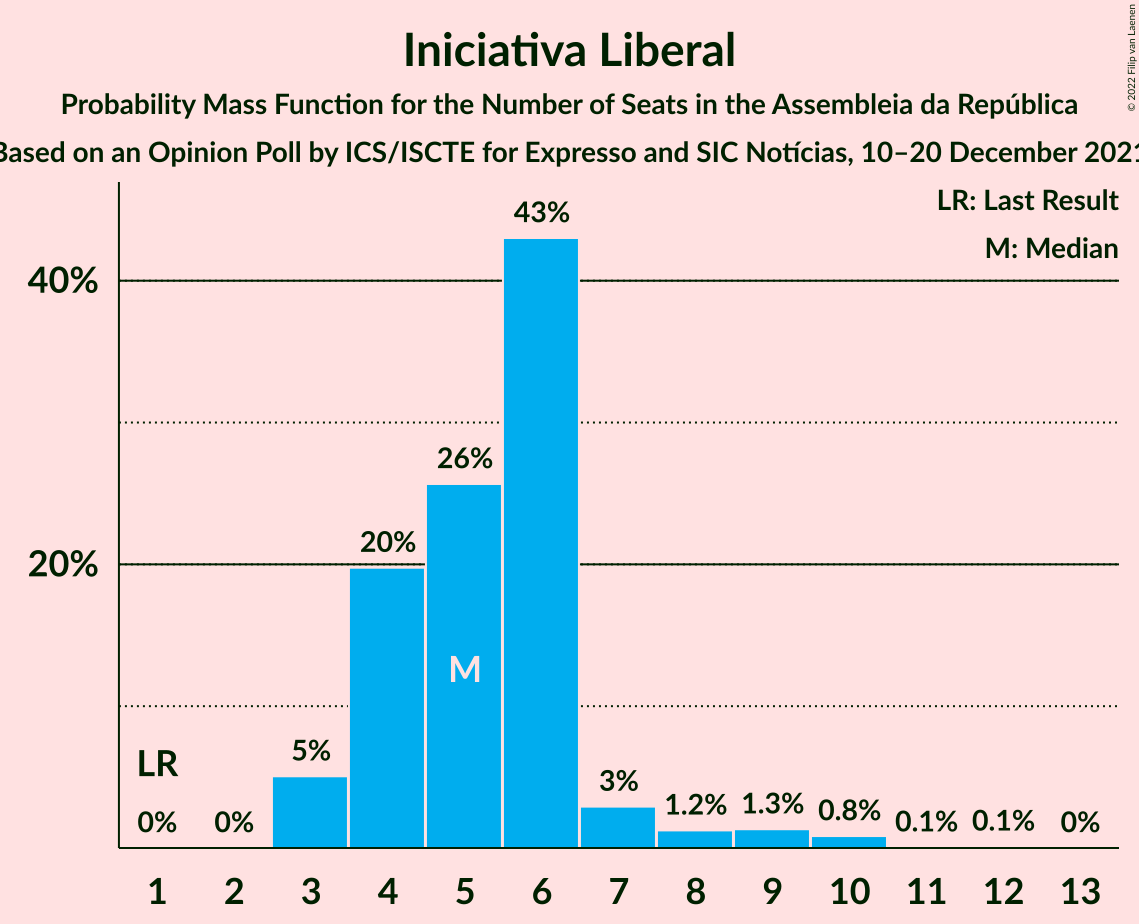 Iniciativa Liberal
Probability Mass Function for the Number of Seats in the Assembleia da República
Based on an Opinion Poll by ICS/ISCTE for Expresso and SIC Notícias, 10–20 December 2021
© 2022 Filip van Laenen
LR: Last Result
M: Median
43%
40%
26%
20%
20%
M
LR
5%
3%
1.2%
1.3%
0.8%
0.1%
0.1%
0%
0%
0%
1 2 3 4 5 6 7 8 9 10 11 12 13